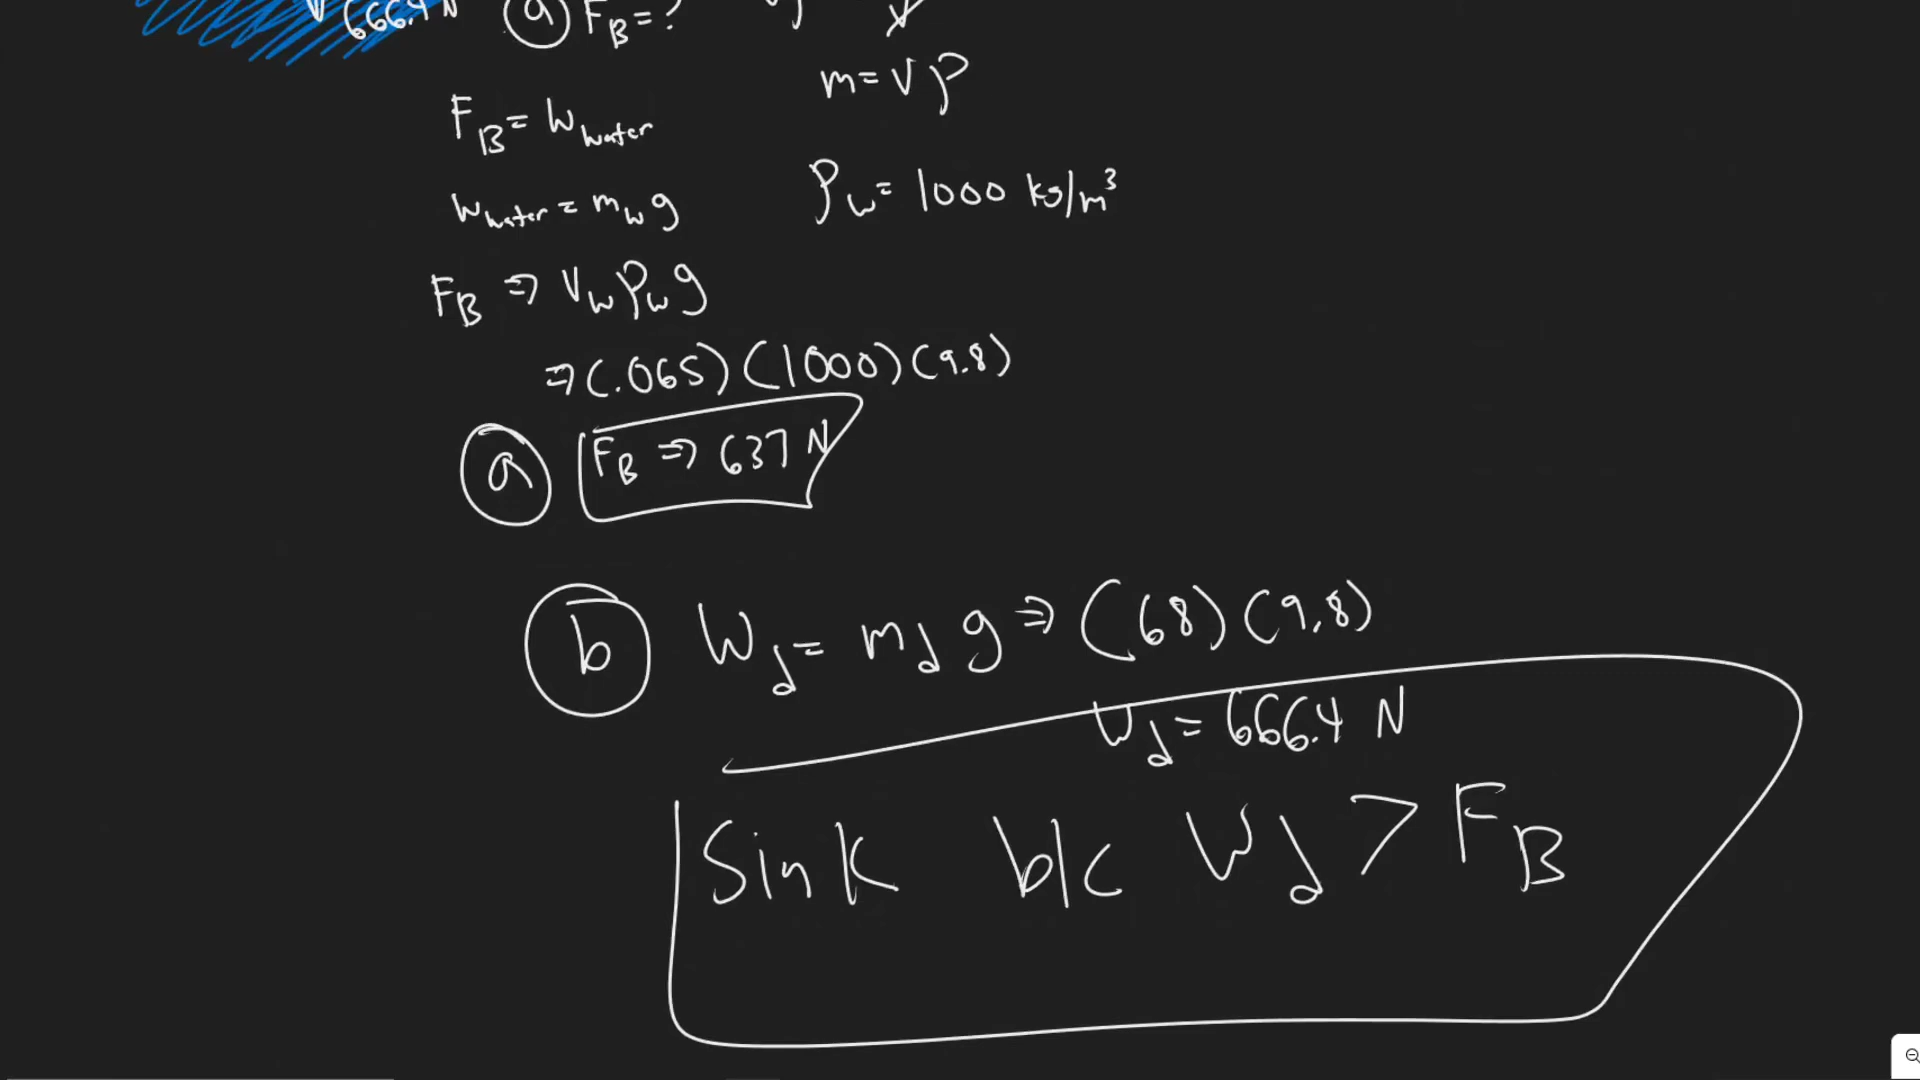 666.4 N
a F_B = ?
m = V ρ
F_B = W_water
ρ_w = 1000 kg/m³
W_water = m_w g
F_B ⇒ V_w ρ_w g
⇒ (.065)(1000)(9.8)
a F_B ⇒ 637 N
b W_d = m_d g ⇒ (68)(9.8)
W_d = 666.4 N
Sink b/c W_d > F_B